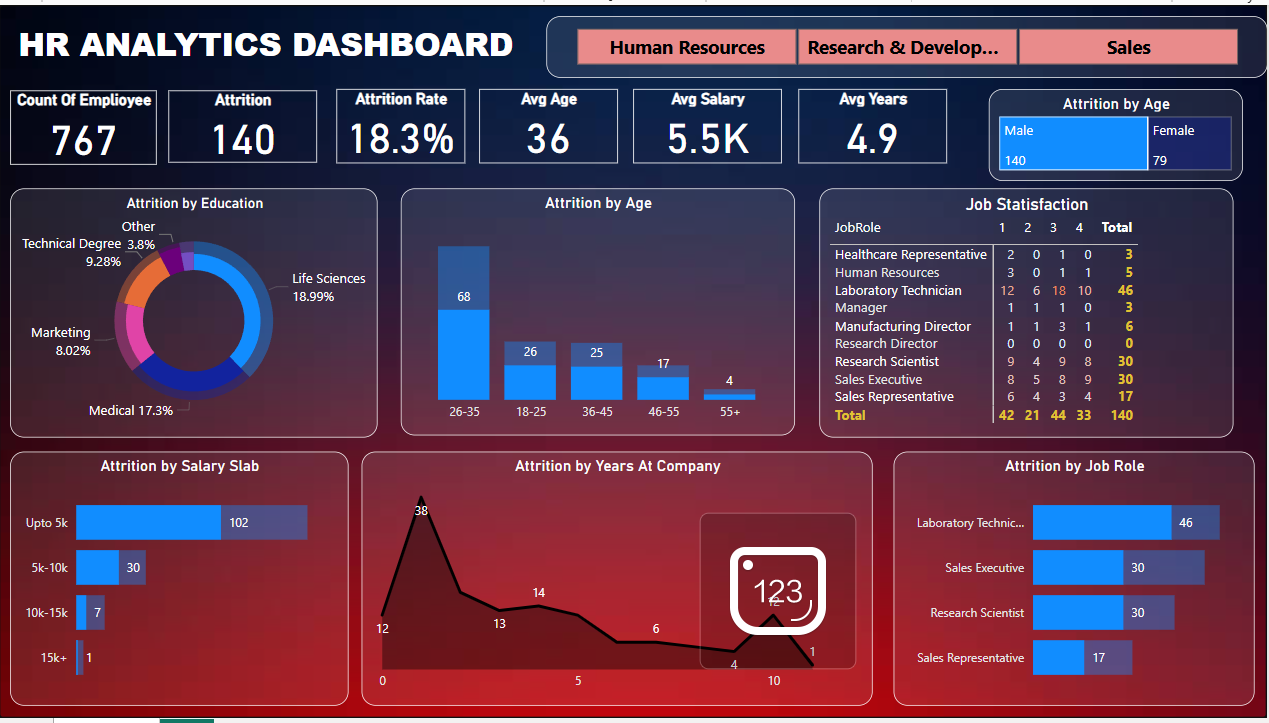 HR ANALYTICS DASHBOARD
Human Resources
Research & Develop...
Sales
Count Of Emploiyee
767
Attrition
140
Attrition Rate
18.3%
Avg Age
36
Avg Salary
5.5K
Avg Years
4.9
Attrition by Age
Male
140
Female
79
Attrition by Education
Other
3.8%
Technical Degree
9.28%
Life Sciences
18.99%
Marketing
8.02%
Medical 17.3%
Attrition by Age
68
26
25
17
4
26-35 18-25 36-45 46-55 55+
Job Statisfaction
JobRole 1 2 3 4 Total
Healthcare Representative 2 0 1 0 3
Human Resources 3 0 1 1 5
Laboratory Technician 12 6 18 10 46
Manager 1 1 1 0 3
Manufacturing Director 1 1 3 1 6
Research Director 0 0 0 0 0
Research Scientist 9 4 9 8 30
Sales Executive 8 5 8 9 30
Sales Representative 6 4 3 4 17
Total 42 21 44 33 140
Attrition by Salary Slab
Upto 5k 102
5k-10k 30
10k-15k 7
15k+ 1
Attrition by Years At Company
38
12
13
14
6
4
12
1
123
0 5 10
Attrition by Job Role
Laboratory Technic... 46
Sales Executive 30
Research Scientist 30
Sales Representative 17